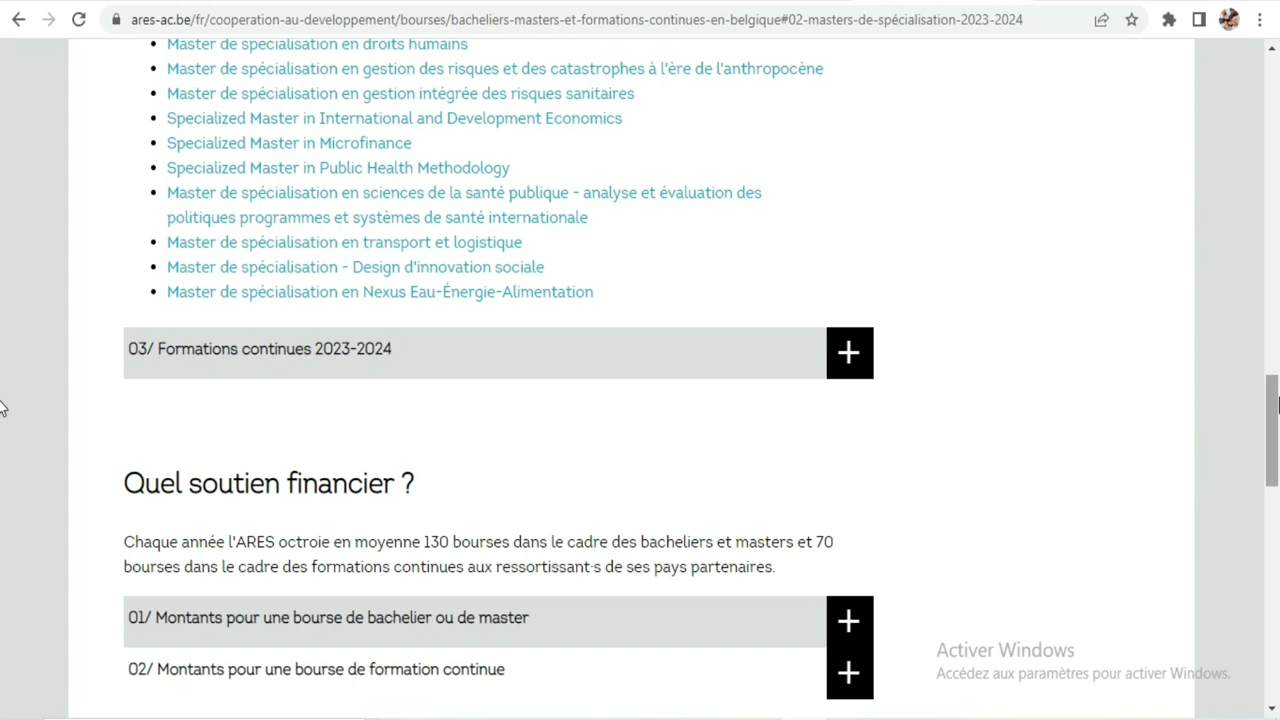 ares-ac.be/fr/cooperation-au-developpement/bourses/bacheliers-masters-et-formations-continues-en-belgique#02-masters-de-spécialisation-2023-2024
Master de spécialisation en droits humains
Master de spécialisation en gestion des risques et des catastrophes à l'ère de l'anthropocène
Master de spécialisation en gestion intégrée des risques sanitaires
Specialized Master in International and Development Economics
Specialized Master in Microfinance
Specialized Master in Public Health Methodology
Master de spécialisation en sciences de la santé publique - analyse et évaluation des
politiques programmes et systèmes de santé internationale
Master de spécialisation en transport et logistique
Master de spécialisation - Design d'innovation sociale
Master de spécialisation en Nexus Eau-Énergie-Alimentation
03/ Formations continues 2023-2024
Quel soutien financier ?
Chaque année l'ARES octroie en moyenne 130 bourses dans le cadre des bacheliers et masters et 70
bourses dans le cadre des formations continues aux ressortissant·s de ses pays partenaires.
01/ Montants pour une bourse de bachelier ou de master
02/ Montants pour une bourse de formation continue
Activer Windows
Accédez aux paramètres pour activer Windows.